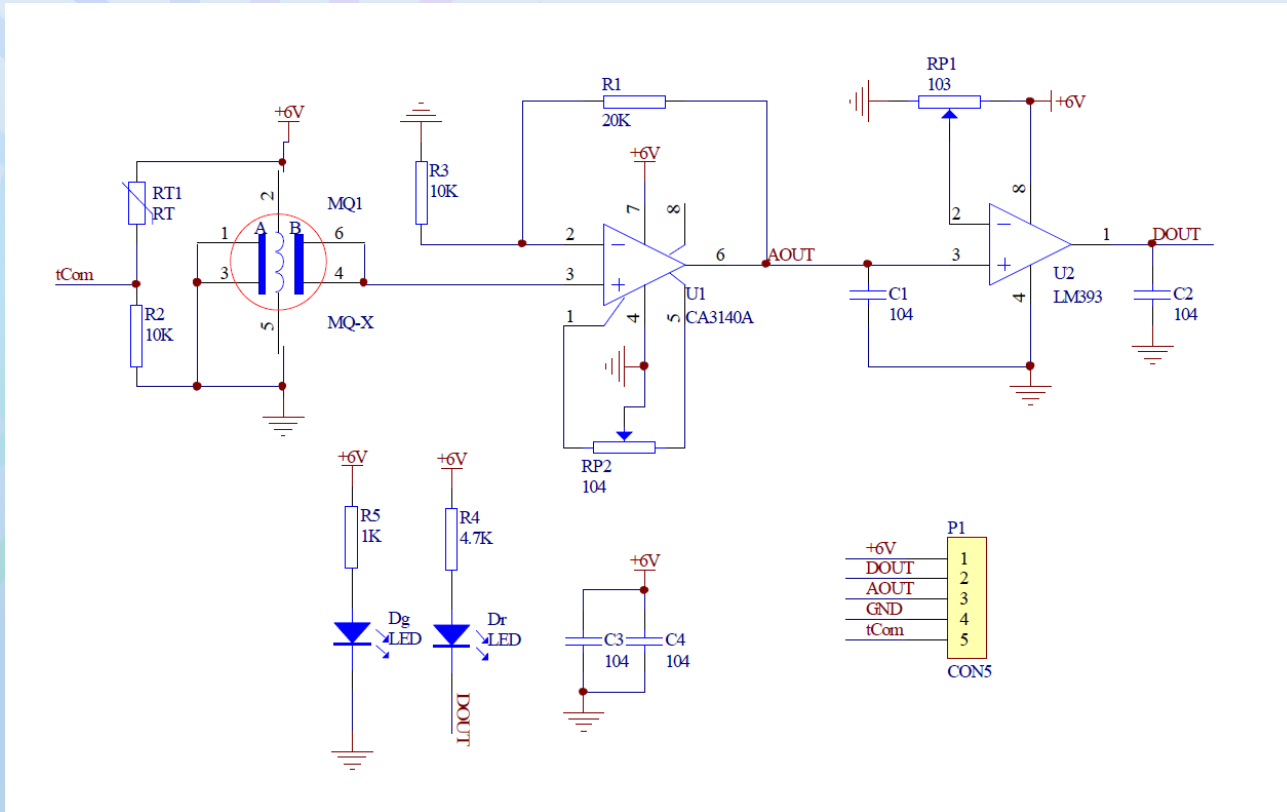 +6V
RT1
RT
2
MQ1
A
B
1
6
3
4
tCom
R2
10K
5
MQ-X
R1
20K
R3
10K
+6V
7
8
2
3
6
AOUT
U1
CA3140A
1
4
5
RP2
104
RP1
103
+6V
8
2
3
1
DOUT
U2
LM393
4
C1
104
C2
104
+6V
R5
1K
Dg
LED
+6V
R4
4.7K
Dr
LED
DOUT
+6V
C3
104
C4
104
P1
+6V 1
DOUT 2
AOUT 3
GND 4
tCom 5
CON5